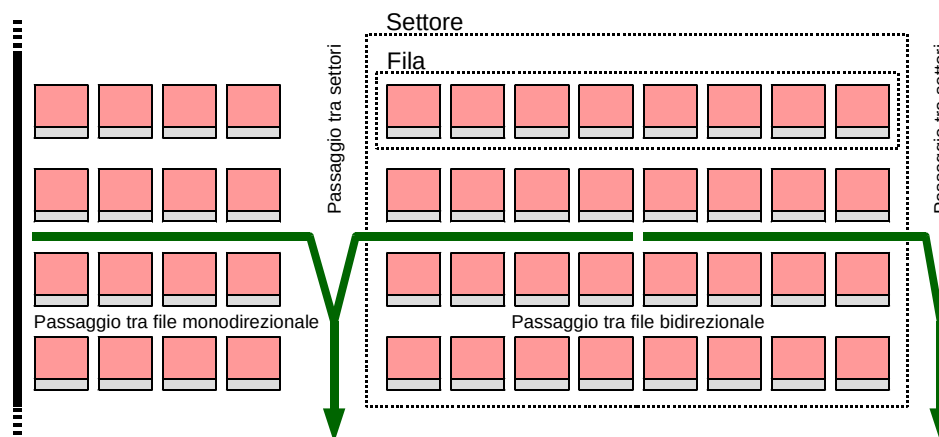 Settore
Fila
Passaggio tra settori
Passaggio tra file monodirezionale
Passaggio tra file bidirezionale